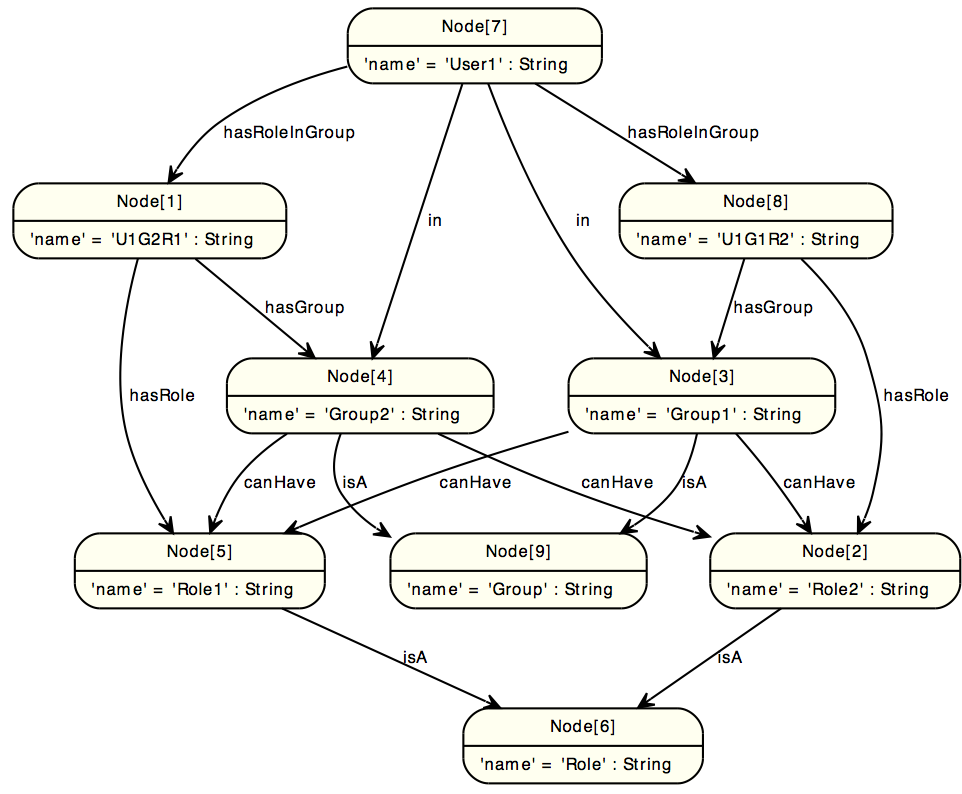 Node[7]
'name' = 'User1' : String
hasRoleInGroup
hasRoleInGroup
Node[1]
'name' = 'U1G2R1' : String
in
in
Node[8]
'name' = 'U1G1R2' : String
hasGroup
hasGroup
Node[4]
'name' = 'Group2' : String
Node[3]
'name' = 'Group1' : String
hasRole
hasRole
canHave
isA
canHave
canHave
isA
canHave
Node[5]
'name' = 'Role1' : String
Node[9]
'name' = 'Group' : String
Node[2]
'name' = 'Role2' : String
isA
isA
Node[6]
'name' = 'Role' : String